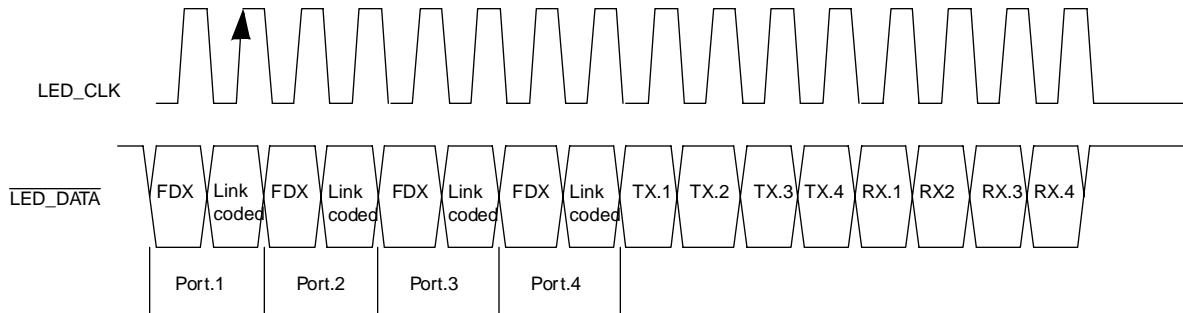 LED_CLK
LED_DATA
FDX
Link
coded
FDX
Link
coded
FDX
Link
coded
FDX
Link
coded
TX.1
TX.2
TX.3
TX.4
RX.1
RX2
RX.3
RX.4
Port.1
Port.2
Port.3
Port.4